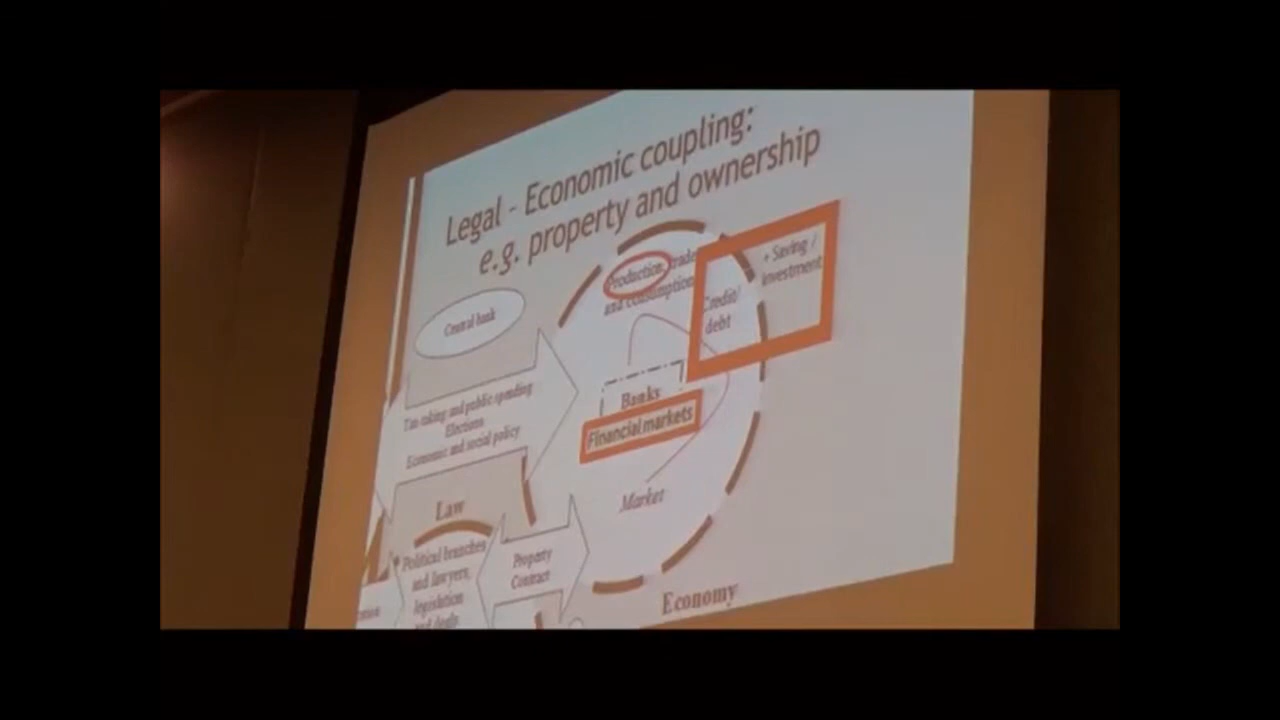 Legal - Economic coupling:
e.g. property and ownership
Production, trade
and consumption
+ Saving /
investment
Credit/
debt
Central bank
Banks
Financial markets
Tax taking and public spending
Elections
Economic and social policy
Market
Law
Political branches
and lawyers,
legislation
and deals
Property
Contract
Economy